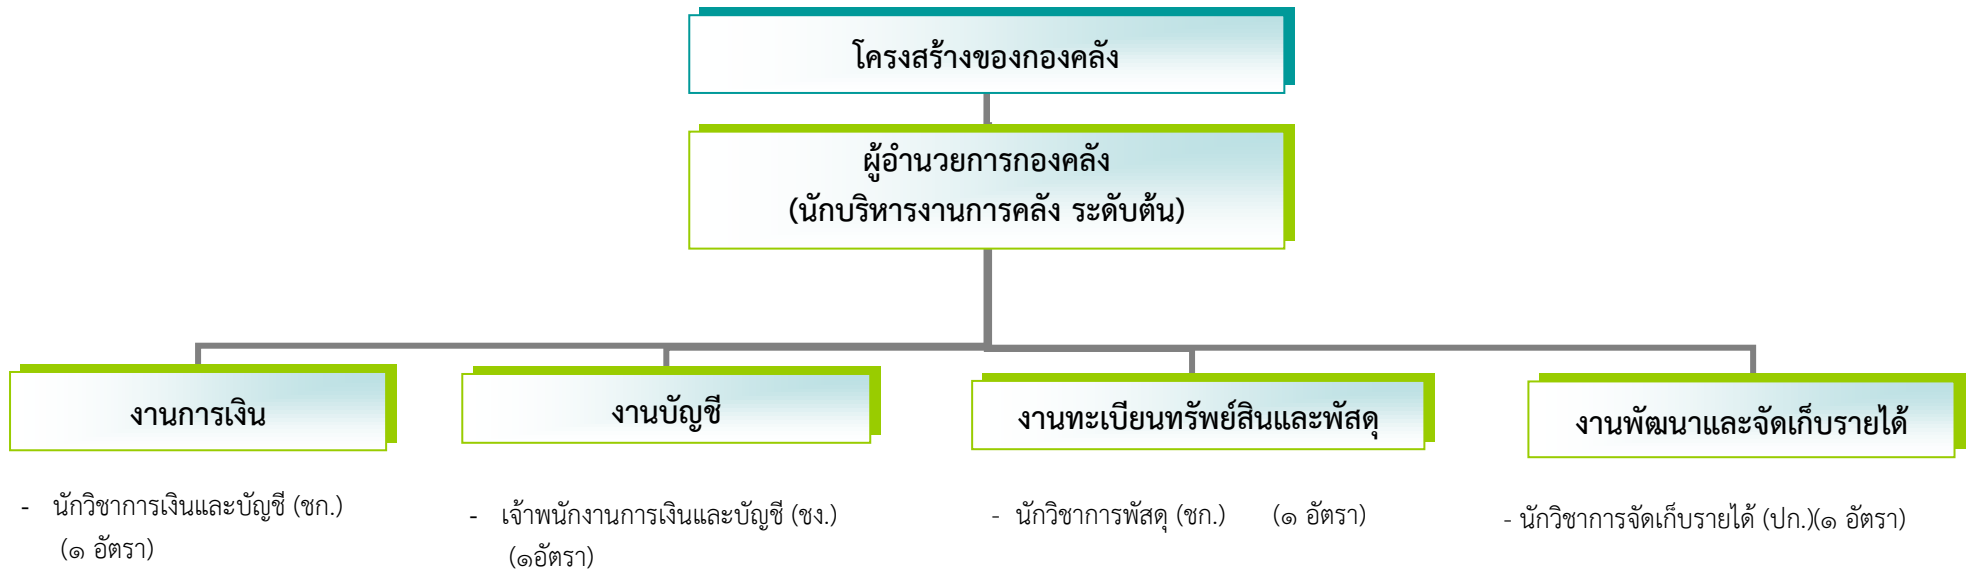 โครงสร้างของกองคลัง
ผู้อำนวยการกองคลัง
(นักบริหารงานการคลัง ระดับต้น)
งานการเงิน
งานบัญชี
งานทะเบียนทรัพย์สินและพัสดุ
งานพัฒนาและจัดเก็บรายได้
- นักวิชาการเงินและบัญชี (ชก.)
(๑ อัตรา)
- เจ้าพนักงานการเงินและบัญชี (ชง.)
(๑อัตรา)
- นักวิชาการพัสดุ (ชก.) (๑ อัตรา)
- นักวิชาการจัดเก็บรายได้ (ปก.)(๑ อัตรา)